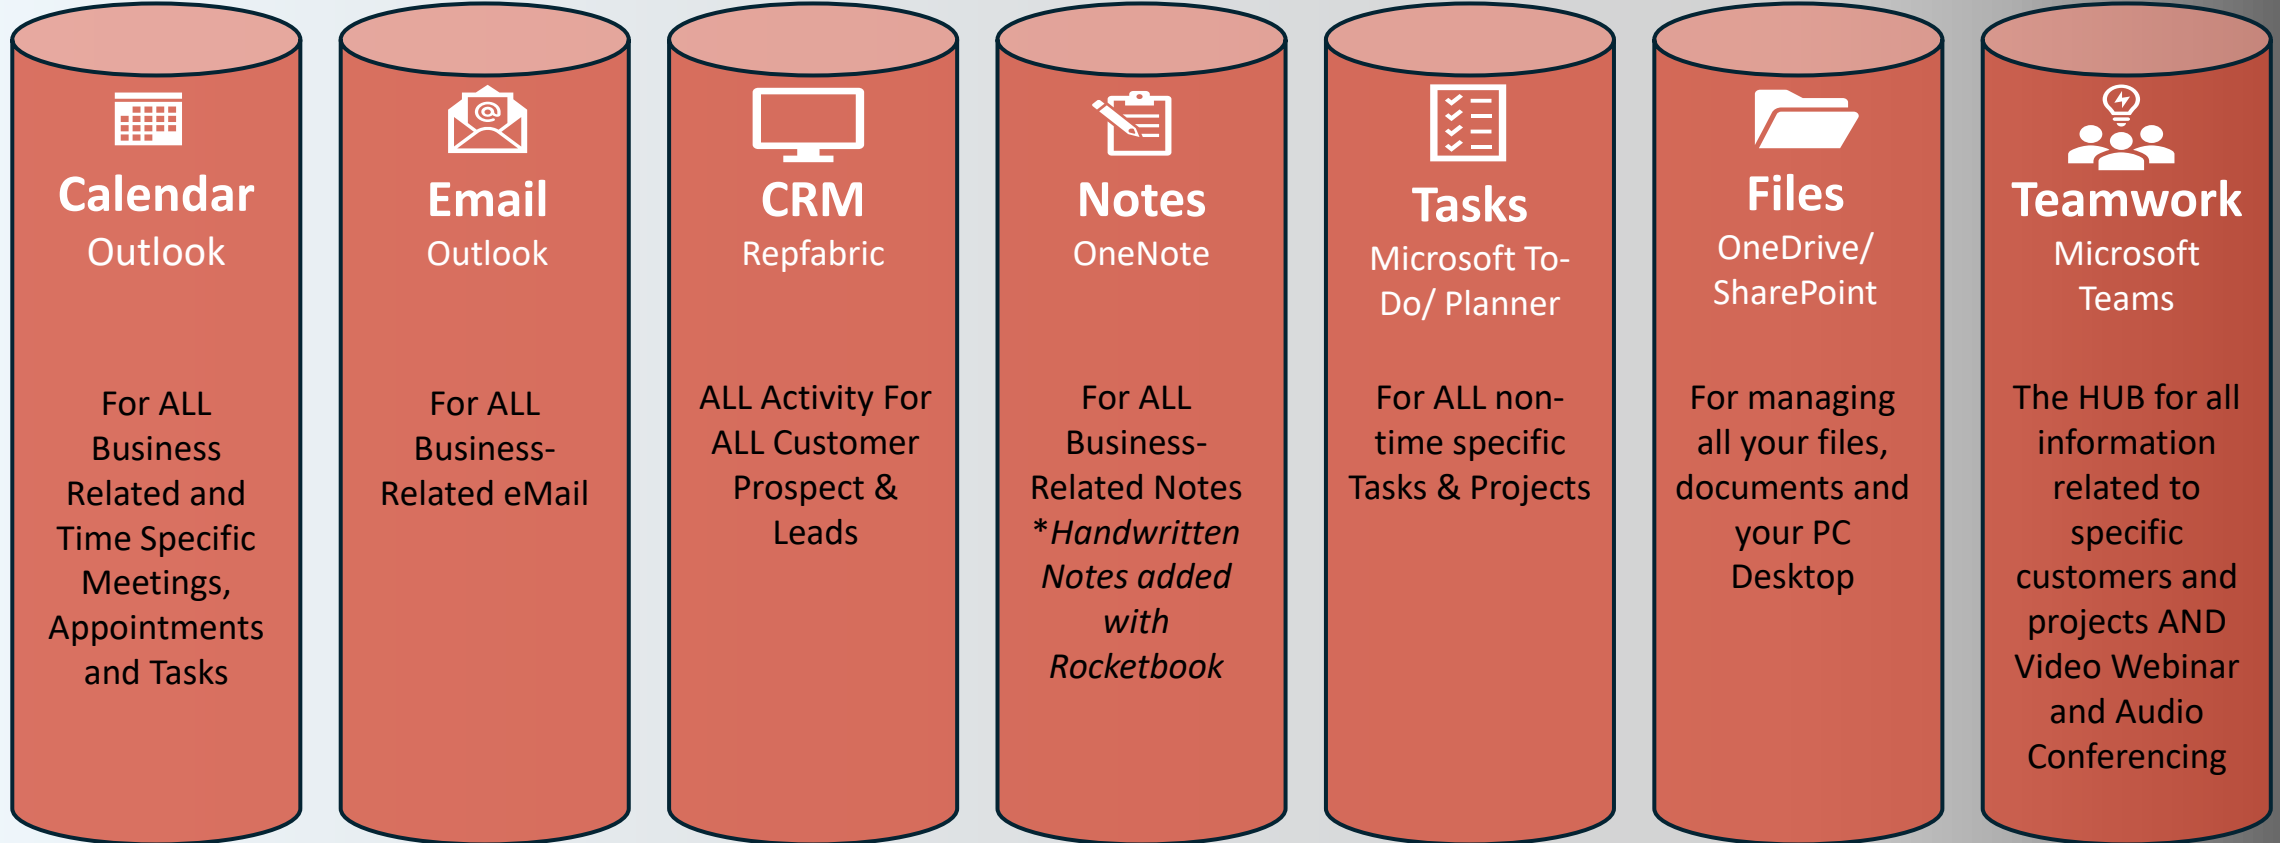 Calendar
Outlook
For ALL
Business
Related and
Time Specific
Meetings,
Appointments
and Tasks
@
Email
Outlook
For ALL
Business-
Related eMail
CRM
Repfabric
ALL Activity For
ALL Customer
Prospect &
Leads
Notes
OneNote
For ALL
Business-
Related Notes
*Handwritten
Notes added
with
Rocketbook
Tasks
Microsoft To-
Do/ Planner
For ALL non-
time specific
Tasks & Projects
Files
OneDrive/
SharePoint
For managing
all your files,
documents and
your PC
Desktop
Teamwork
Microsoft
Teams
The HUB for all
information
related to
specific
customers and
projects AND
Video Webinar
and Audio
Conferencing